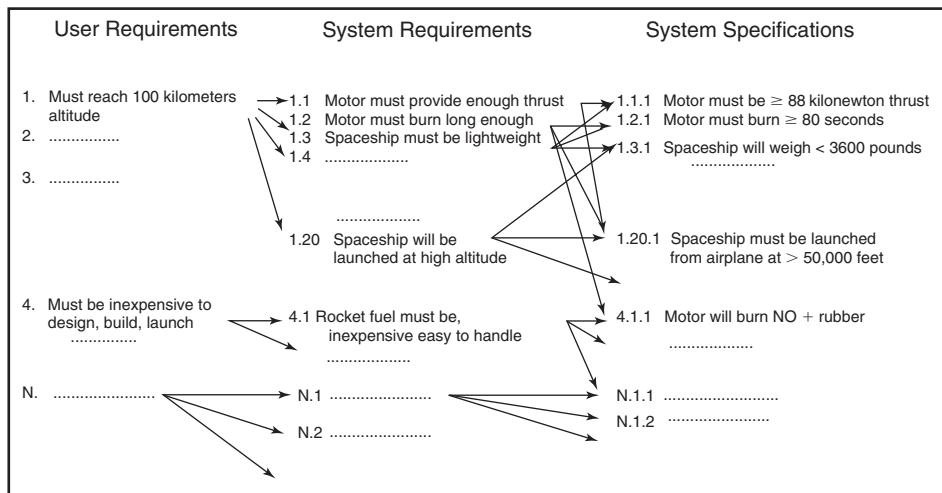 User Requirements
System Requirements
System Specifications
1. Must reach 100 kilometers
altitude
2. ..................
3. ..................
4. Must be inexpensive to
design, build, launch
..................
N. ...........................
1.1 Motor must provide enough thrust
1.2 Motor must burn long enough
1.3 Spaceship must be lightweight
1.4 ......................
......................
1.20 Spaceship will be
launched at high altitude
4.1 Rocket fuel must be,
inexpensive easy to handle
......................
N.1 ...........................
N.2 ...........................
1.1.1 Motor must be ≥ 88 kilonewton thrust
1.2.1 Motor must burn ≥ 80 seconds
1.3.1 Spaceship will weigh < 3600 pounds
......................
1.20.1 Spaceship must be launched
from airplane at > 50,000 feet
4.1.1 Motor will burn NO + rubber
......................
N.1.1 ..............................
N.1.2 ...........................